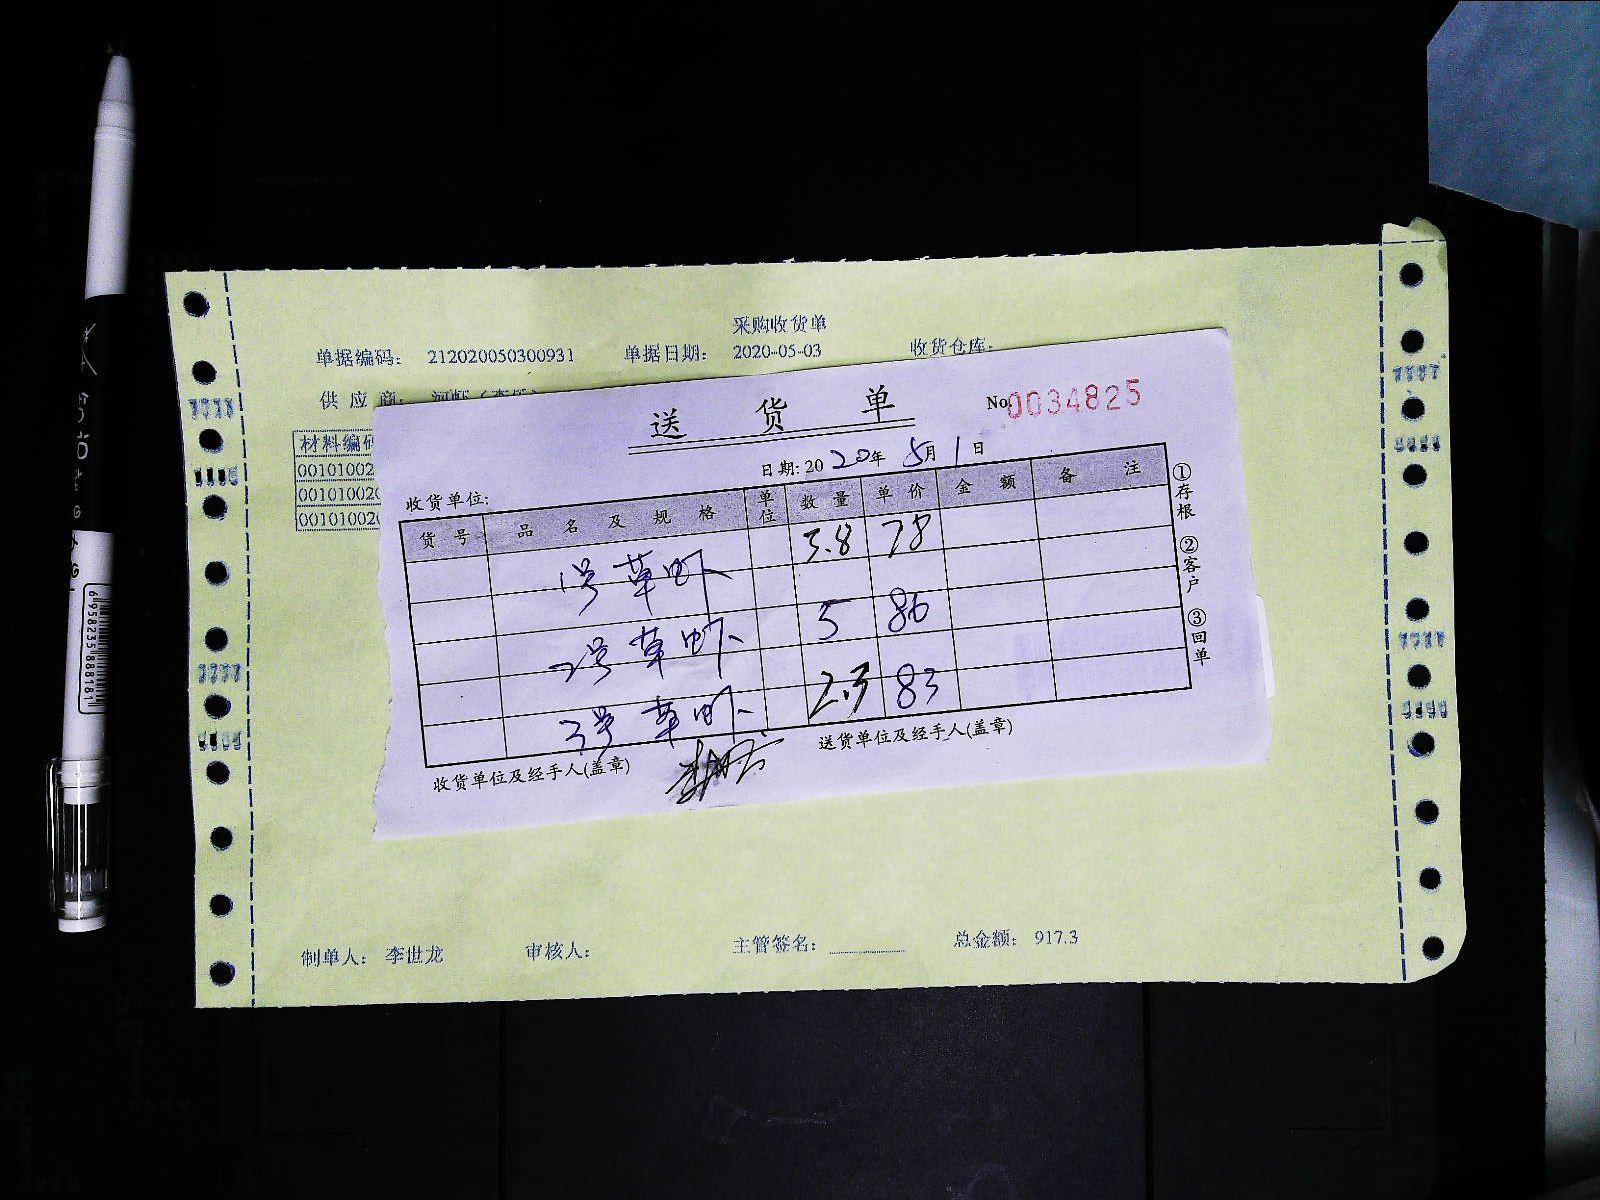 采购收货单
单据编码: 212020050300931 单据日期: 2020-05-03 收货仓库:
供应商:
材料编码
00101002
00101002
00101002
送货单 No 0034825
日期: 2020年5月1日
收货单位:
货号 品名及规格 单位 数量 单价 金额 备注
1号草虾 3.8 78
2号草虾 5 86
3号草虾 2.3 83
收货单位及经手人(盖章) 送货单位及经手人(盖章)
①存根 ②客户 ③回单
制单人: 李世龙 审核人: 主管签名: 总金额: 917.3
6958235888181